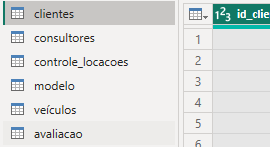 clientes
consultores
controle_locacoes
modelo
veículos
avaliacao
1²3 id_clie
1
2
3
4
5
6